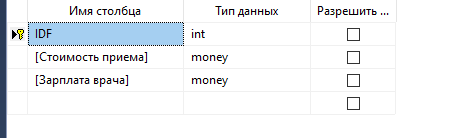 Имя столбца Тип данных Разрешить ...
IDF int
[Стоимость приема] money
[Зарплата врача] money